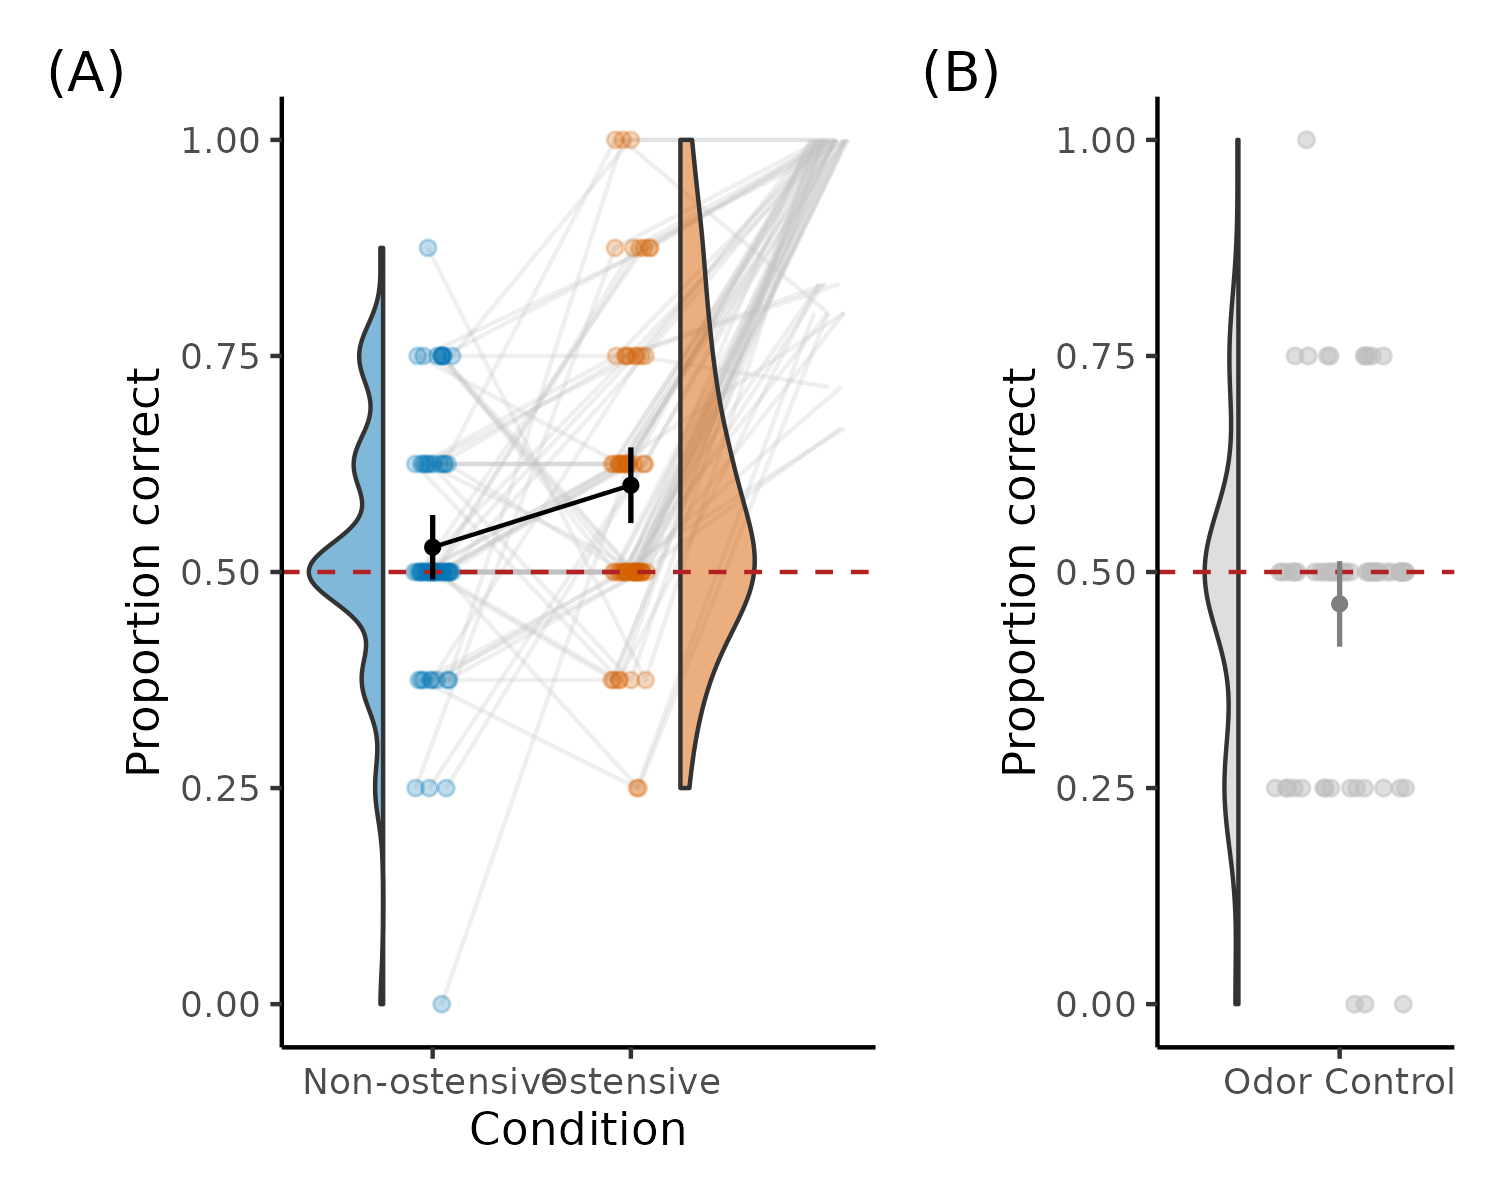 (A)
Proportion correct
1.00
0.75
0.50
0.25
0.00
Non-ostensive
Ostensive
Condition
(B)
Proportion correct
1.00
0.75
0.50
0.25
0.00
Odor Control